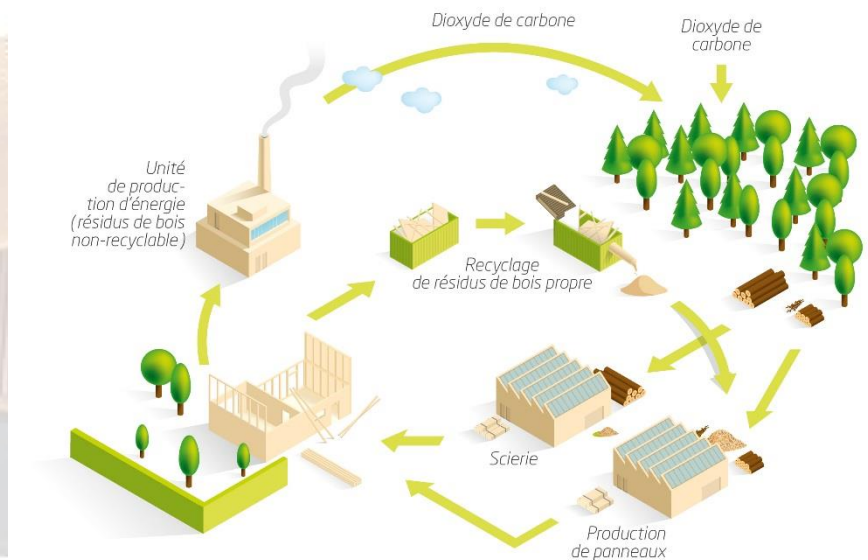 Dioxyde de carbone
Dioxyde de
carbone
Unité
de produc-
tion d'énergie
(résidus de bois
non-recyclable)
Recyclage
de résidus de bois propre
Scierie
Production
de panneaux